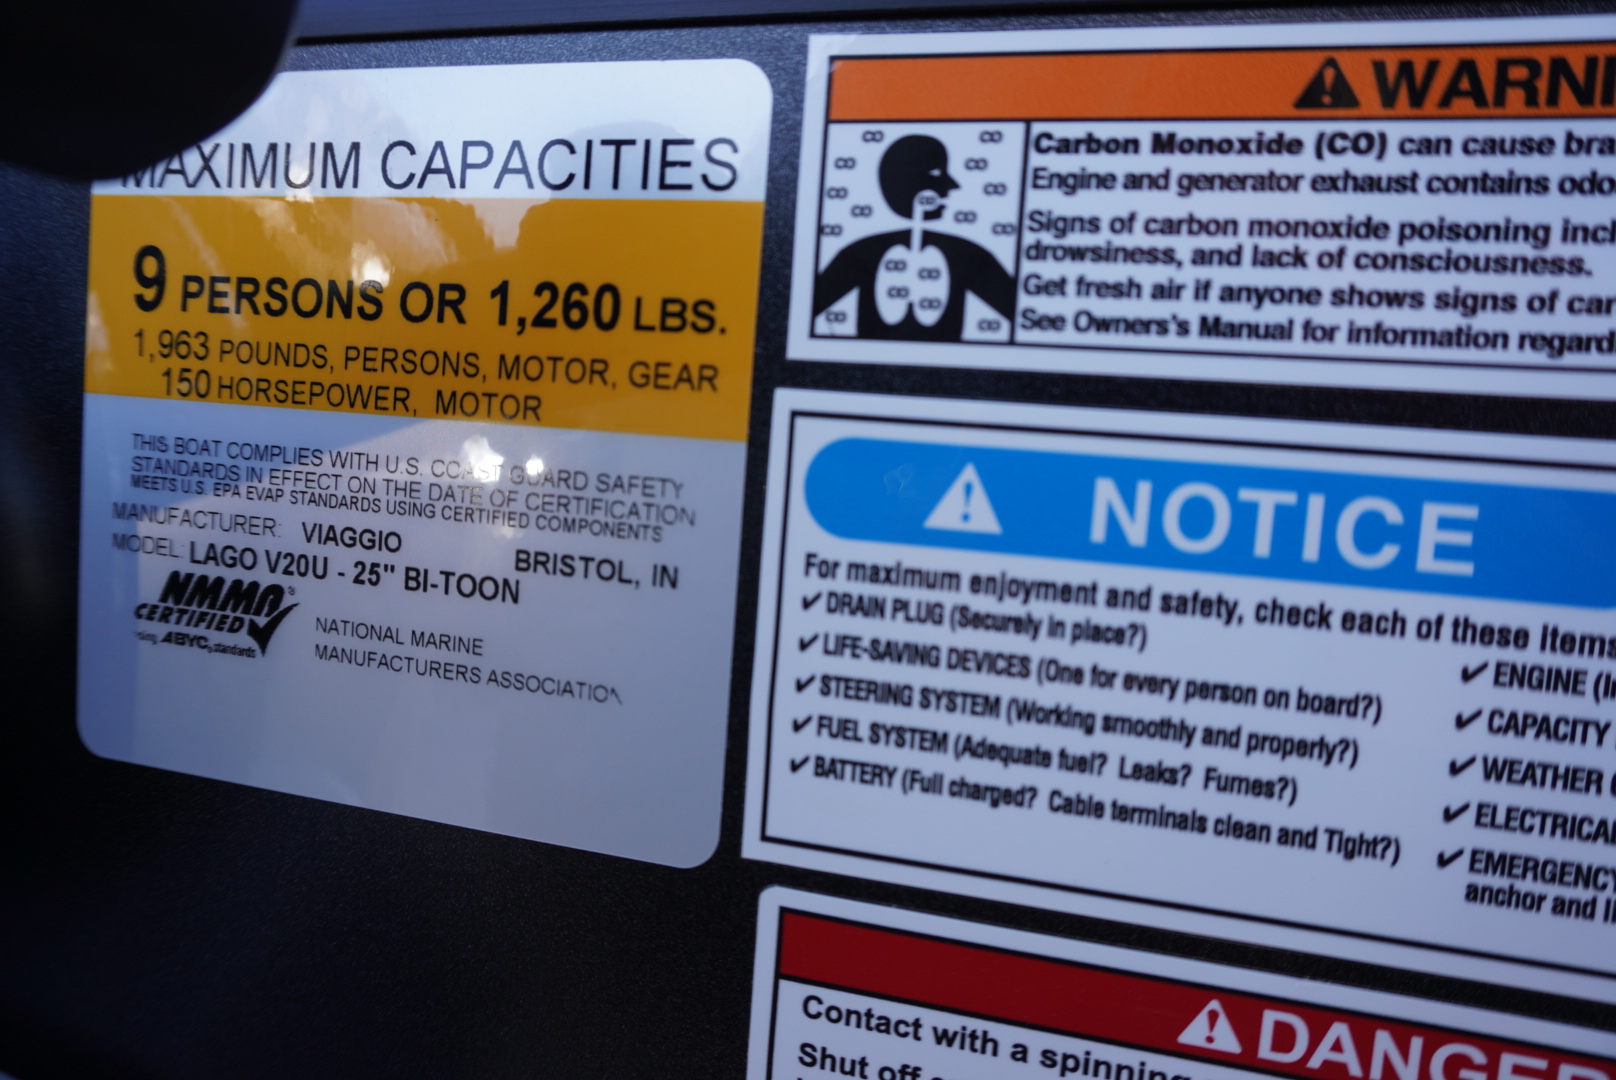 MAXIMUM CAPACITIES
9 PERSONS OR 1,260 LBS.
1,963 POUNDS, PERSONS, MOTOR, GEAR
150 HORSEPOWER, MOTOR
THIS BOAT COMPLIES WITH U.S. COAST GUARD SAFETY
STANDARDS IN EFFECT ON THE DATE OF CERTIFICATION
MEETS U.S. EPA EVAP STANDARDS USING CERTIFIED COMPONENTS
MANUFACTURER: VIAGGIO BRISTOL, IN
MODEL: LAGO V20U - 25" BI-TOON
NMMA®
CERTIFIED
using ABYC standards
NATIONAL MARINE
MANUFACTURERS ASSOCIATION
WARNI
Carbon Monoxide (CO) can cause bra
Engine and generator exhaust contains odo
Signs of carbon monoxide poisoning incl
drowsiness, and lack of consciousness.
Get fresh air if anyone shows signs of car
See Owners's Manual for information regard
NOTICE
For maximum enjoyment and safety, check each of these items
✔ DRAIN PLUG (Securely in place?)
✔ LIFE-SAVING DEVICES (One for every person on board?)
✔ STEERING SYSTEM (Working smoothly and properly?)
✔ FUEL SYSTEM (Adequate fuel? Leaks? Fumes?)
✔ BATTERY (Full charged? Cable terminals clean and Tight?)
✔ ENGINE (I
✔ CAPACITY
✔ WEATHER (
✔ ELECTRICAL
✔ EMERGENCY
anchor and l
DANGER
Contact with a spinning
Shut off